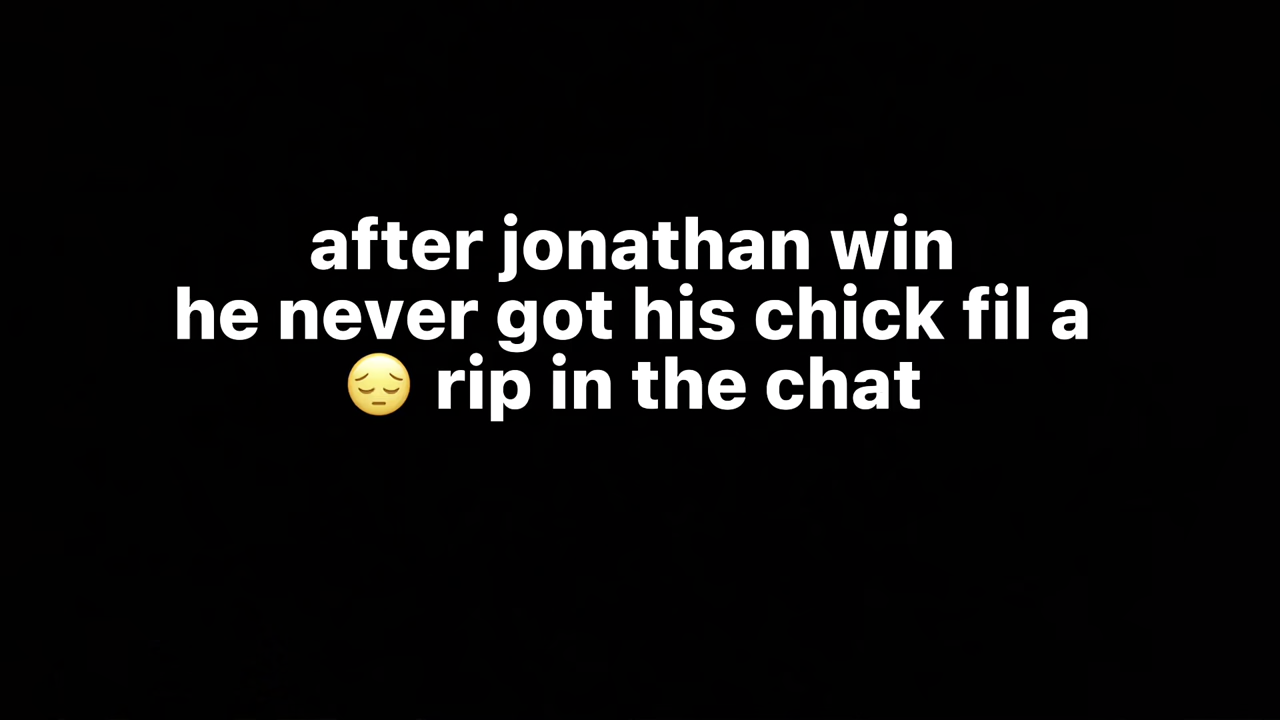 after jonathan win
he never got his chick fil a
😔 rip in the chat